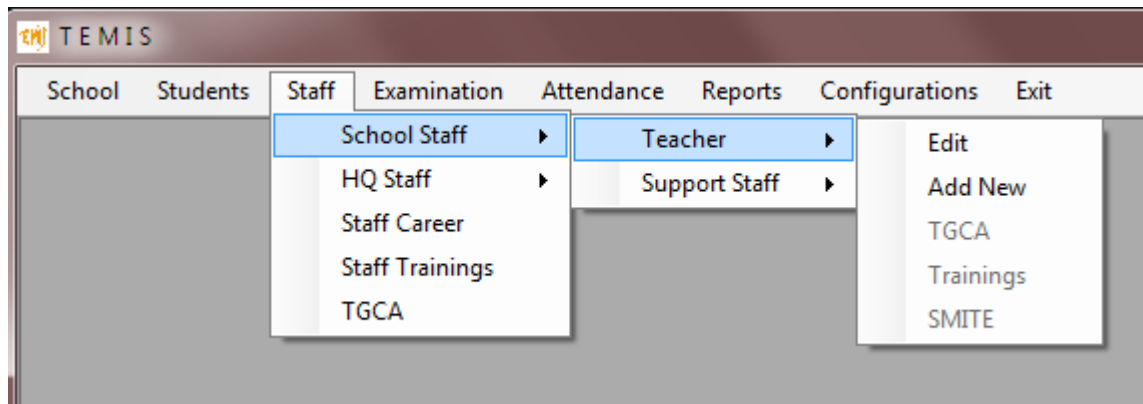 TEMIS
School Students Staff Examination Attendance Reports Configurations Exit
School Staff
HQ Staff
Staff Career
Staff Trainings
TGCA
Teacher
Support Staff
Edit
Add New
TGCA
Trainings
SMITE